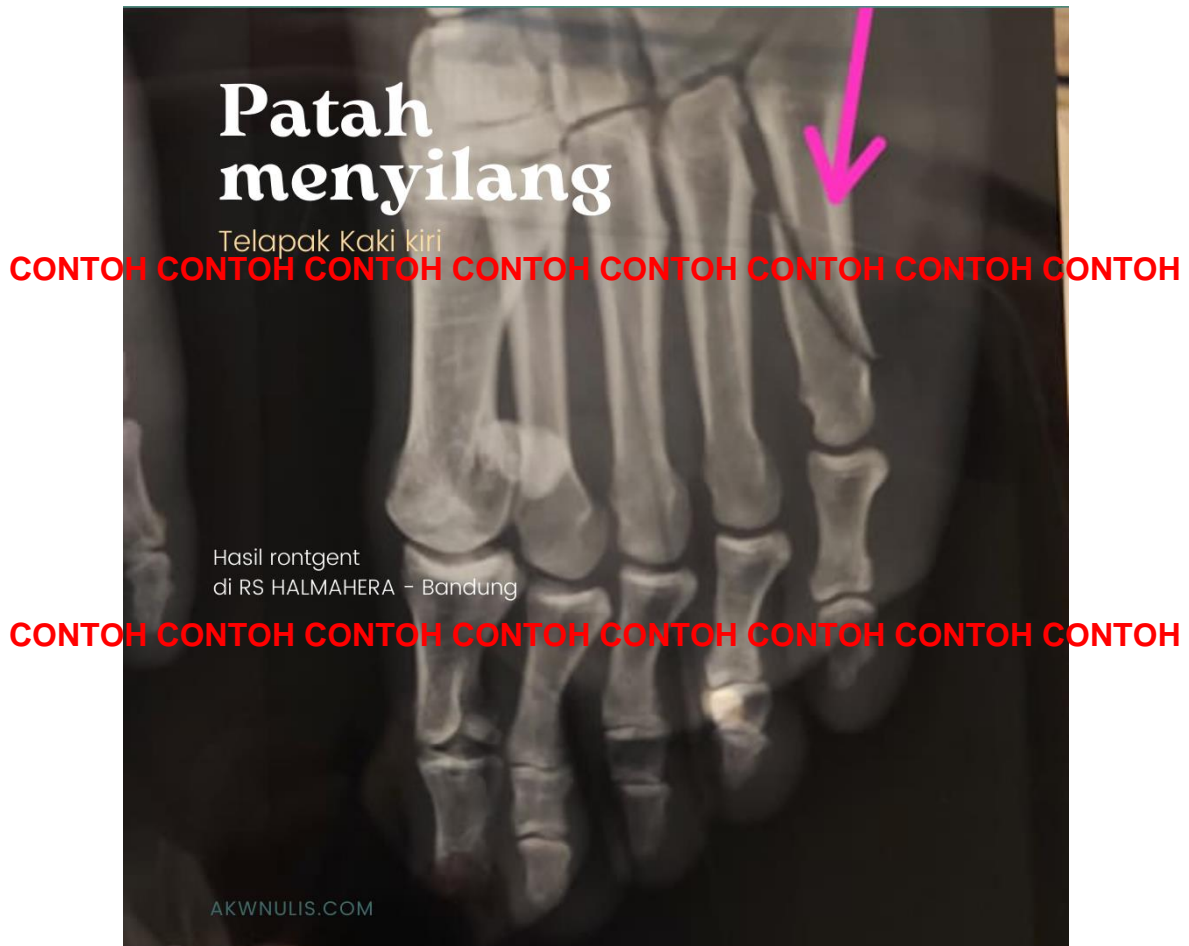 Patah
menyilang
Telapak Kaki kiri
CONTOH CONTOH CONTOH CONTOH CONTOH CONTOH CONTOH CONTOH
Hasil rontgent
di RS HALMAHERA - Bandung
CONTOH CONTOH CONTOH CONTOH CONTOH CONTOH CONTOH CONTOH
AKWNULIS.COM